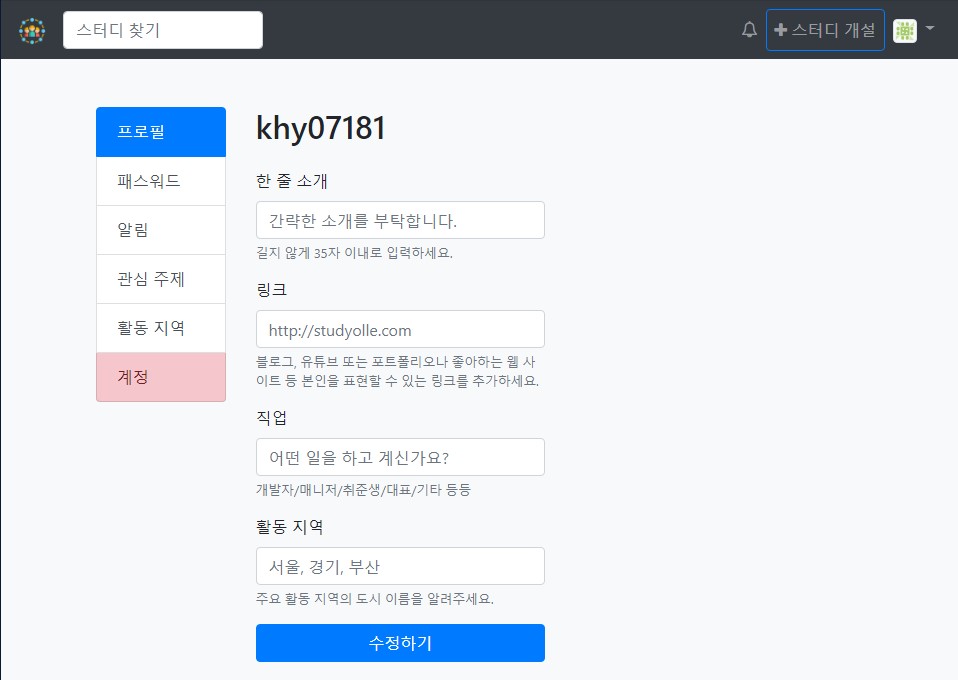 스터디 찾기
스터디 개설
프로필
패스워드
알림
관심 주제
활동 지역
계정
khy07181
한 줄 소개
간략한 소개를 부탁합니다.
길지 않게 35자 이내로 입력하세요.
링크
http://studyolle.com
블로그, 유튜브 또는 포트폴리오나 좋아하는 웹 사
이트 등 본인을 표현할 수 있는 링크를 추가하세요.
직업
어떤 일을 하고 계신가요?
개발자/매니저/취준생/대표/기타 등등
활동 지역
서울, 경기, 부산
주요 활동 지역의 도시 이름을 알려주세요.
수정하기